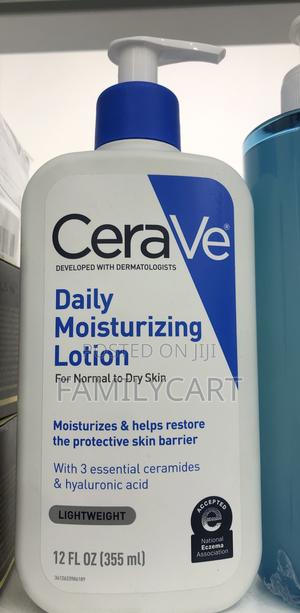 CeraVe®
DEVELOPED WITH DERMATOLOGISTS
Daily
Moisturizing
Lotion
POSTED ON JIJI
For Normal to Dry Skin
FAMILYCART
Moisturizes & helps restore
the protective skin barrier
With 3 essential ceramides
& hyaluronic acid
LIGHTWEIGHT
ACCEPTED
e
National
Eczema
Association
12 FL OZ (355 ml)